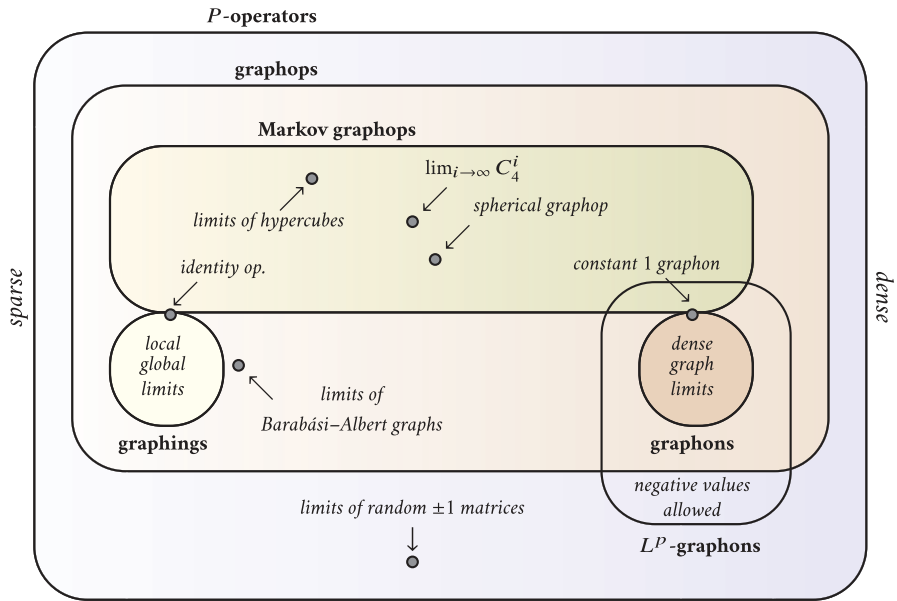 P-operators
graphops
Markov graphops
lim_{i→∞} C_4^i
limits of hypercubes
spherical graphop
identity op.
constant 1 graphon
sparse
dense
local
global
limits
dense
graph
limits
limits of
Barabási–Albert graphs
graphings
graphons
negative values
allowed
limits of random ±1 matrices
L^p-graphons